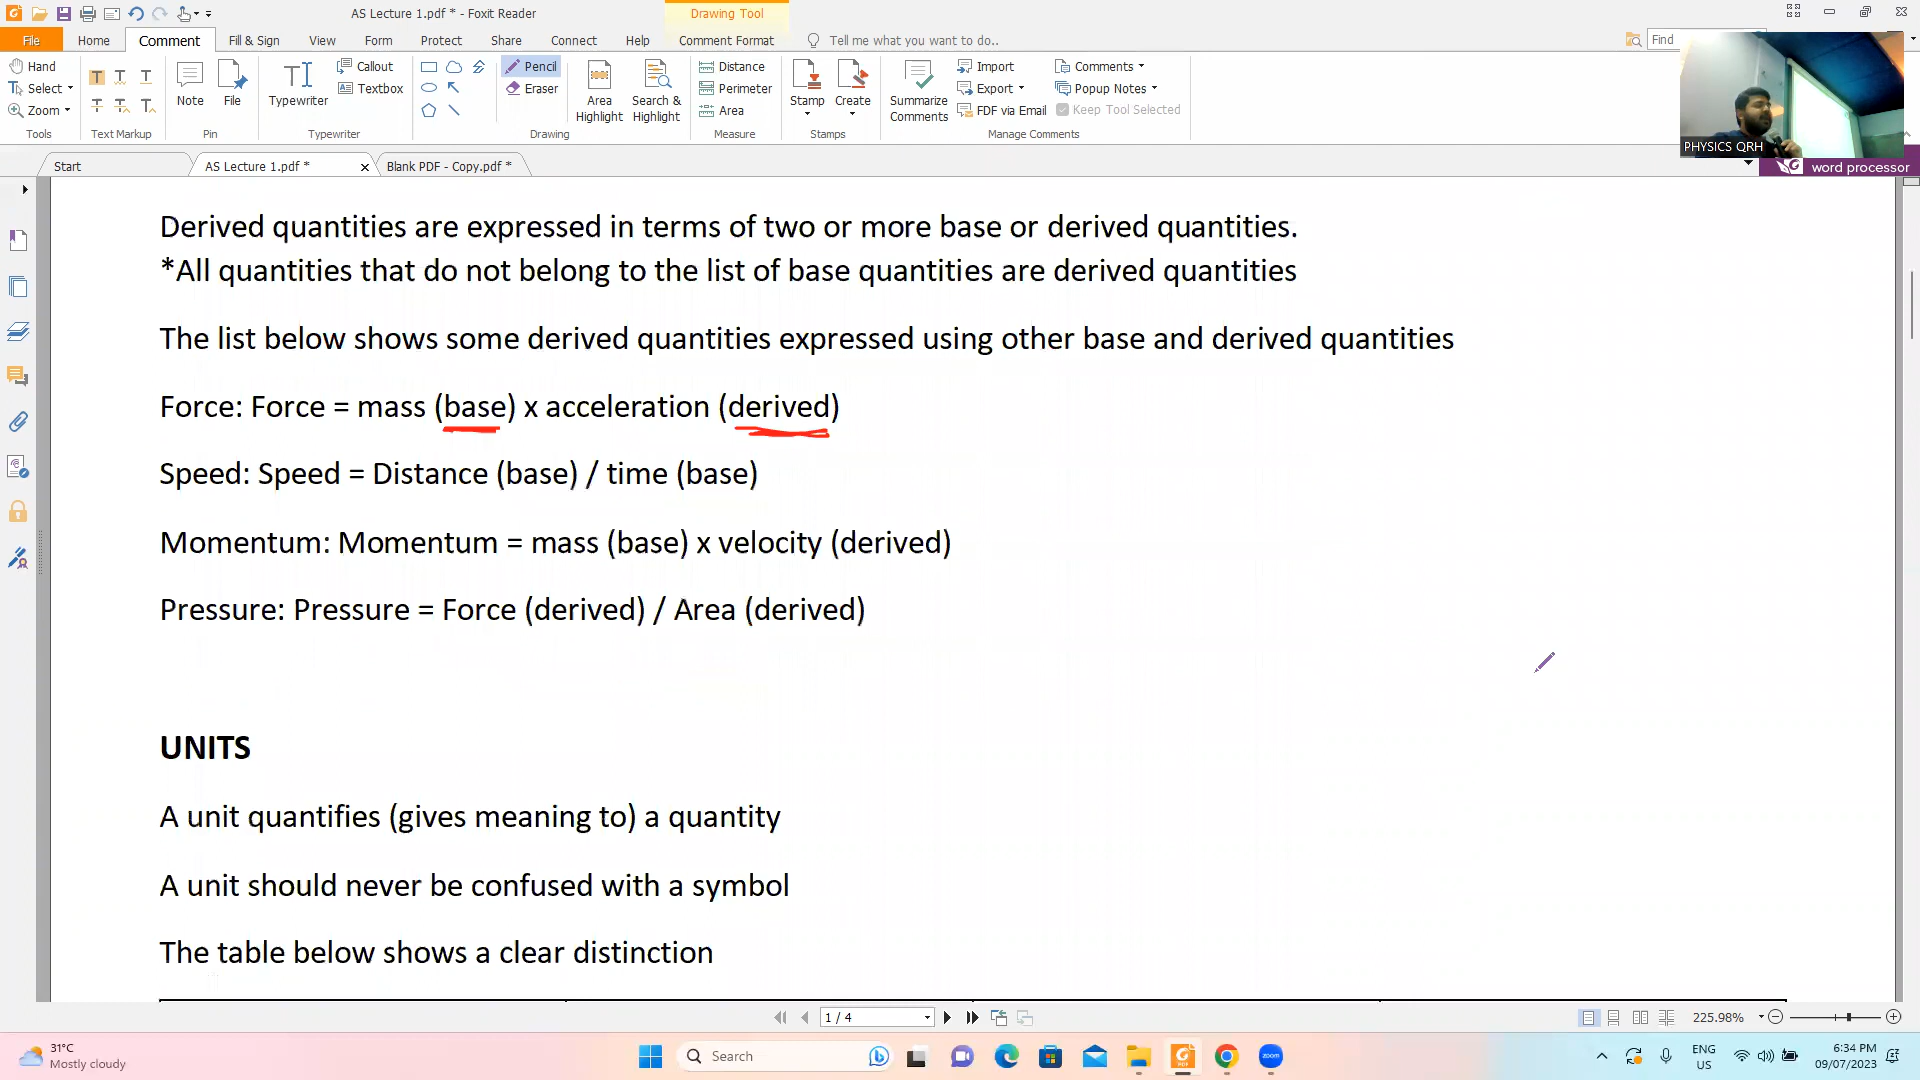 AS Lecture 1.pdf * - Foxit Reader
Drawing Tool
File Home Comment Fill & Sign View Form Protect Share Connect Help Comment Format Tell me what you want to do.. Find
Hand
Select
Zoom
Tools
Text Markup
Note
File
Pin
Typewriter
Callout
Textbox
Typewriter
Pencil
Eraser
Area Highlight
Search & Highlight
Drawing
Distance
Perimeter
Area
Measure
Stamp
Create
Stamps
Summarize Comments
Import
Export
FDF via Email
Comments
Popup Notes
Keep Tool Selected
Manage Comments
PHYSICS QRH
Start
AS Lecture 1.pdf *
Blank PDF - Copy.pdf *
word processor
Derived quantities are expressed in terms of two or more base or derived quantities.
*All quantities that do not belong to the list of base quantities are derived quantities
The list below shows some derived quantities expressed using other base and derived quantities
Force: Force = mass (base) x acceleration (derived)
Speed: Speed = Distance (base) / time (base)
Momentum: Momentum = mass (base) x velocity (derived)
Pressure: Pressure = Force (derived) / Area (derived)
UNITS
A unit quantifies (gives meaning to) a quantity
A unit should never be confused with a symbol
The table below shows a clear distinction
1 / 4
225.98%
31°C
Mostly cloudy
Search
zoom
ENG
US
6:34 PM
09/07/2023